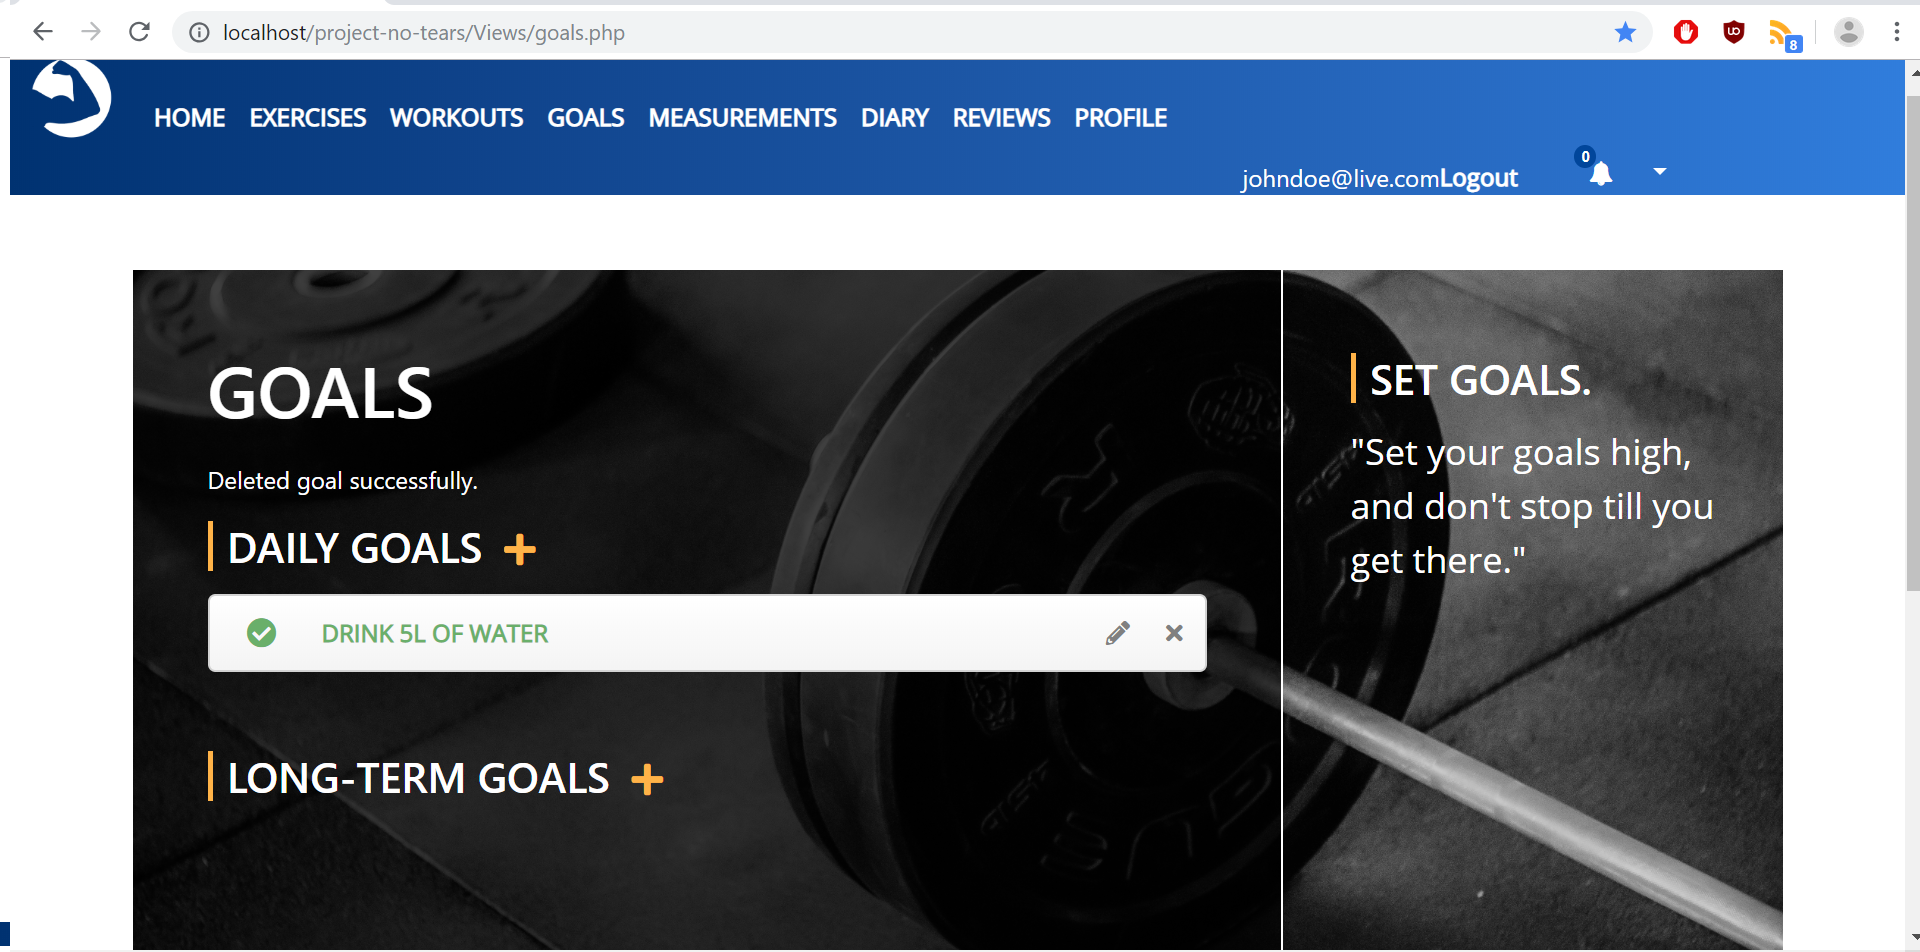 localhost/project-no-tears/Views/goals.php
8
HOME EXERCISES WORKOUTS GOALS MEASUREMENTS DIARY REVIEWS PROFILE
0
johndoe@live.comLogout
GOALS
Deleted goal successfully.
DAILY GOALS
DRINK 5L OF WATER
LONG-TERM GOALS
SET GOALS.
"Set your goals high,
and don't stop till you
get there."